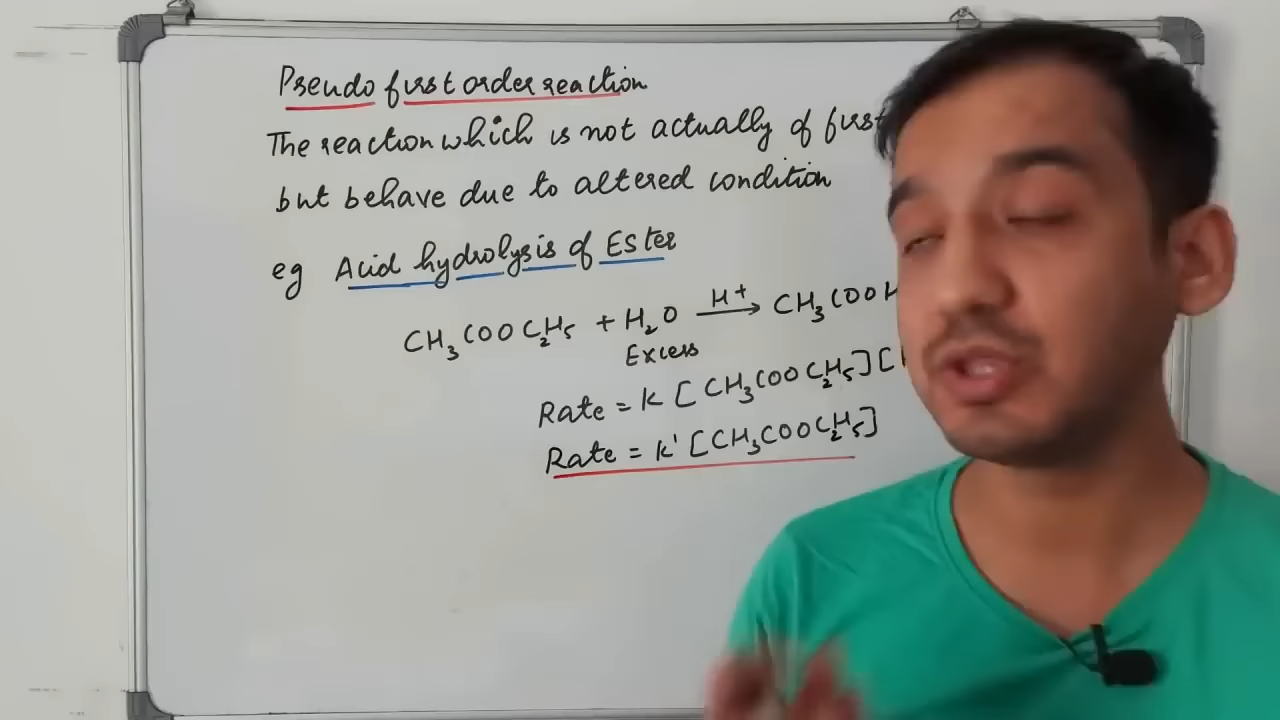 Pseudo first order reaction
The reaction which is not actually of first
but behave due to altered condition
eg Acid hydrolysis of Ester
CH₃COOC₂H₅ + H₂O H⁺→ CH₃COOH
Excess
Rate = k [CH₃COOC₂H₅] [
Rate = k' [CH₃COOC₂H₅]